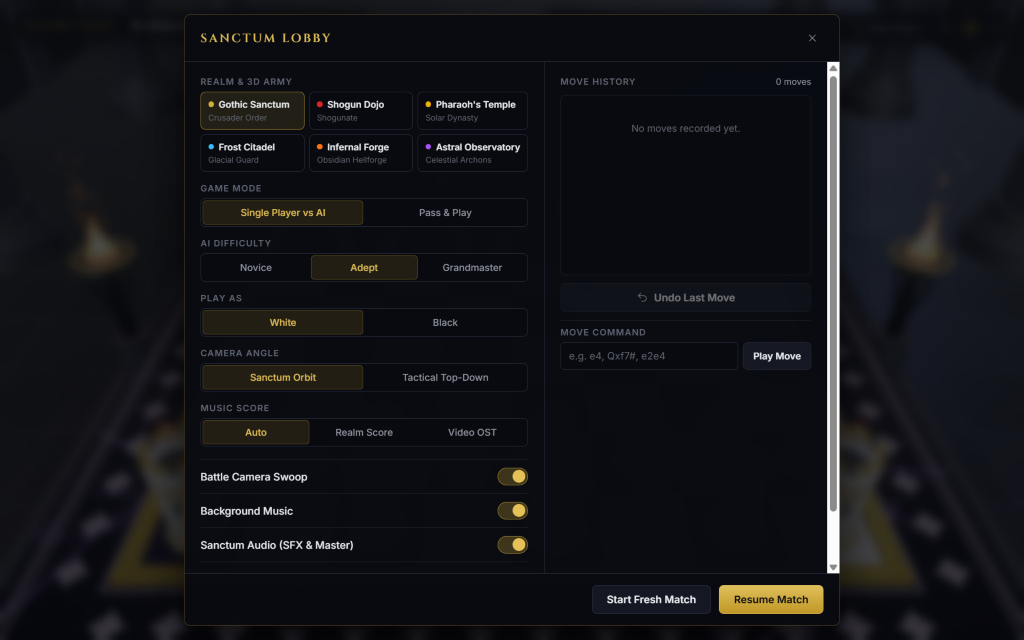 SANCTUM LOBBY
REALM & 3D ARMY
Gothic Sanctum
Crusader Order
Shogun Dojo
Shogunate
Pharaoh's Temple
Solar Dynasty
Frost Citadel
Glacial Guard
Infernal Forge
Obsidian Hellforge
Astral Observatory
Celestial Archons
GAME MODE
Single Player vs AI
Pass & Play
AI DIFFICULTY
Novice
Adept
Grandmaster
PLAY AS
White
Black
CAMERA ANGLE
Sanctum Orbit
Tactical Top-Down
MUSIC SCORE
Auto
Realm Score
Video OST
Battle Camera Swoop
Background Music
Sanctum Audio (SFX & Master)
MOVE HISTORY
0 moves
No moves recorded yet.
Undo Last Move
MOVE COMMAND
e.g. e4, Qxf7#, e2e4
Play Move
Start Fresh Match
Resume Match